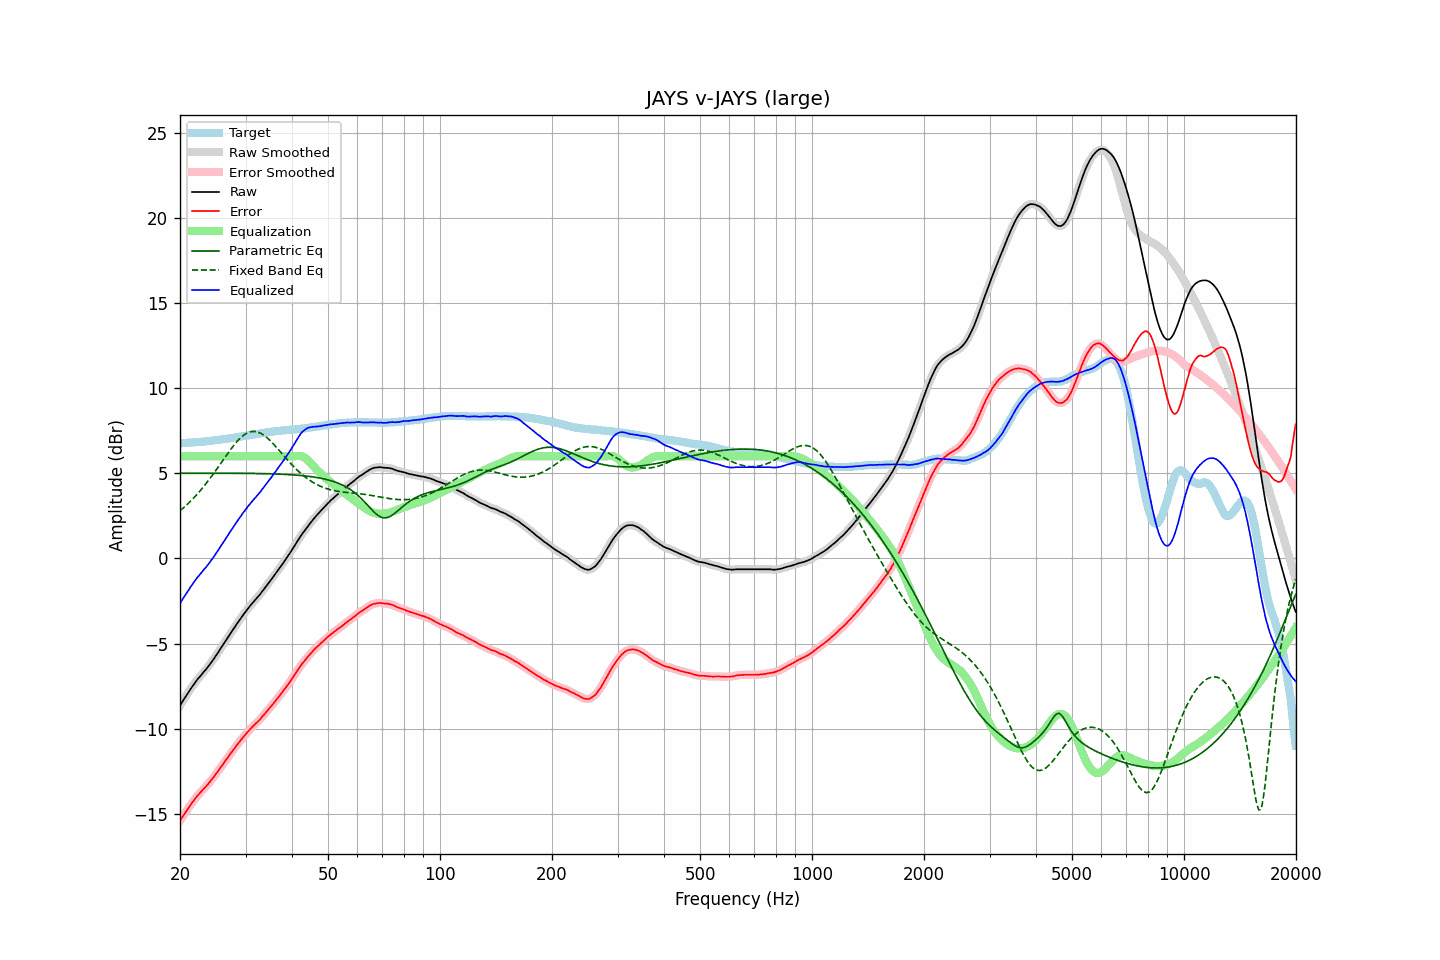 JAYS v-JAYS (large)
Target
Raw Smoothed
Error Smoothed
Raw
Error
Equalization
Parametric Eq
Fixed Band Eq
Equalized
25
20
15
10
5
0
−5
−10
−15
Amplitude (dBr)
20
50
100
200
500
1000
2000
5000
10000
20000
Frequency (Hz)